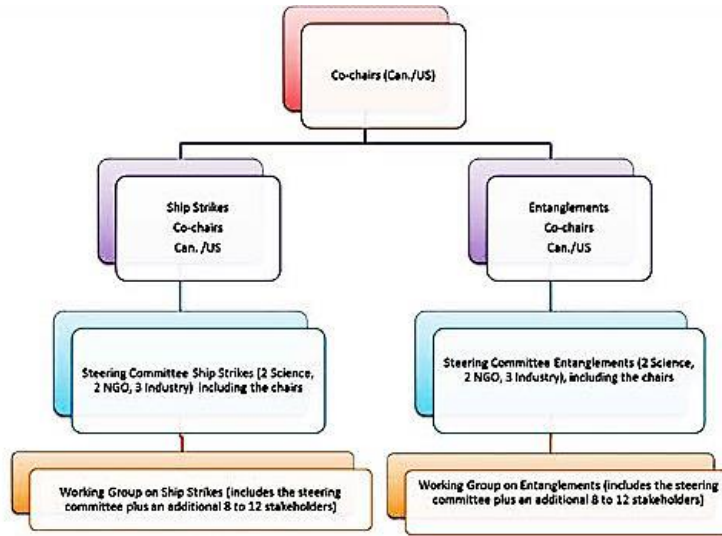 Co-chairs (Can./US)
Ship Strikes
Co-chairs
Can. /US
Entanglements
Co-chairs
Can./US
Steering Committee Ship Strikes (2 Science,
2 NGO, 3 Industry) including the chairs
Steering Committee Entanglements (2 Science,
2 NGO, 3 Industry), including the chairs
Working Group on Ship Strikes (includes the steering
committee plus an additional 8 to 12 stakeholders)
Working Group on Entanglements (includes the steering
committee plus an additional 8 to 12 stakeholders)